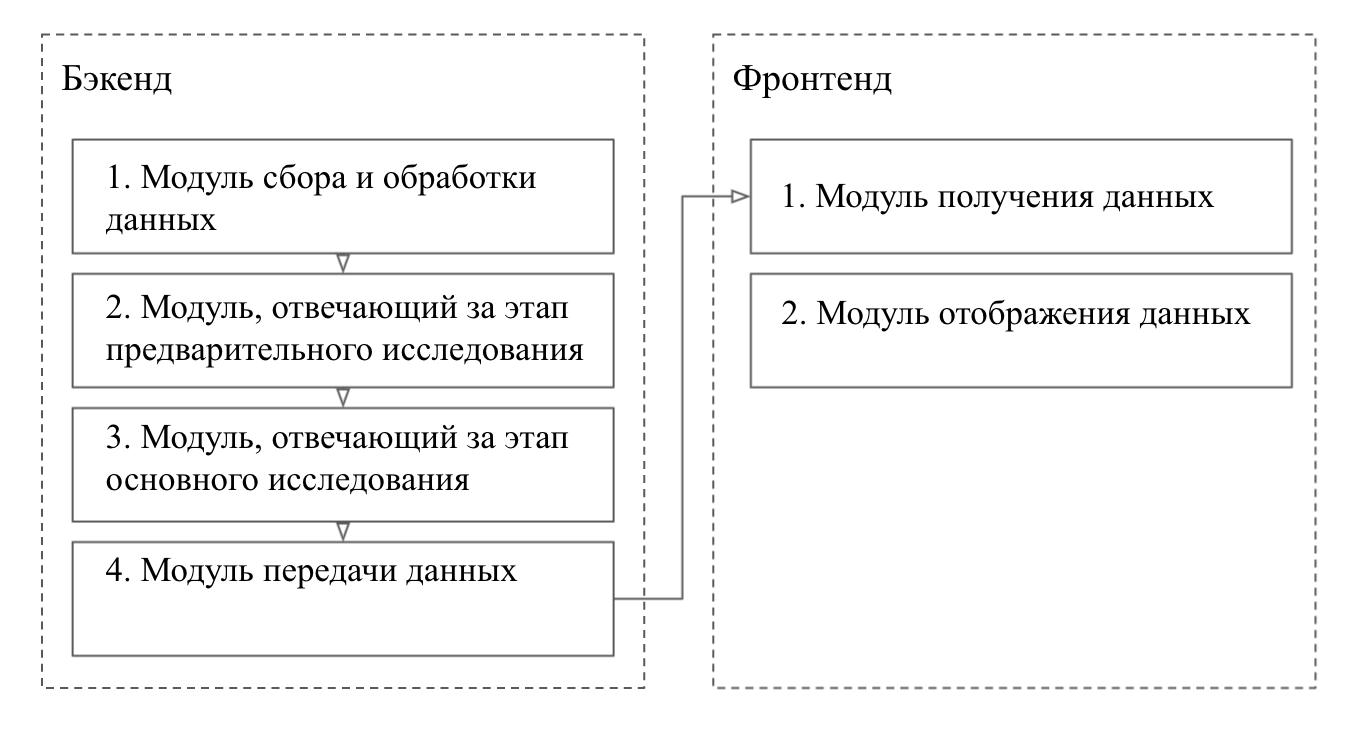 Бэкенд
1. Модуль сбора и обработки
данных
2. Модуль, отвечающий за этап
предварительного исследования
3. Модуль, отвечающий за этап
основного исследования
4. Модуль передачи данных
Фронтенд
1. Модуль получения данных
2. Модуль отображения данных